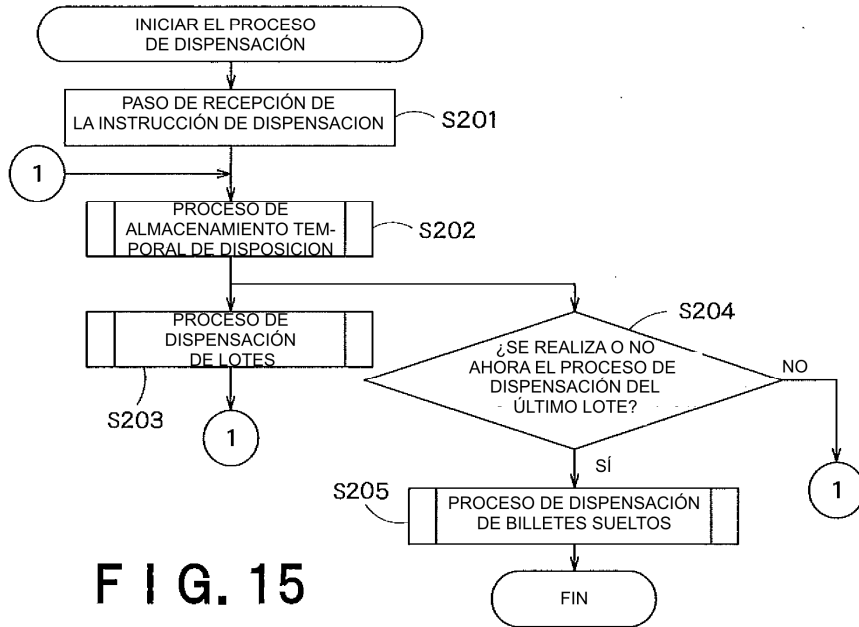 INICIAR EL PROCESO
DE DISPENSACIÓN
PASO DE RECEPCIÓN DE
LA INSTRUCCIÓN DE DISPENSACION
S201
1
PROCESO DE
ALMACENAMIENTO TEM-
PORAL DE DISPOSICION
S202
PROCESO DE
DISPENSACIÓN
DE LOTES
S203
1
S204
¿SE REALIZA O NO
AHORA EL PROCESO DE
DISPENSACIÓN DEL
ÚLTIMO LOTE?
NO
1
SÍ
S205
PROCESO DE DISPENSACIÓN
DE BILLETES SUELTOS
FIN
FIG. 15